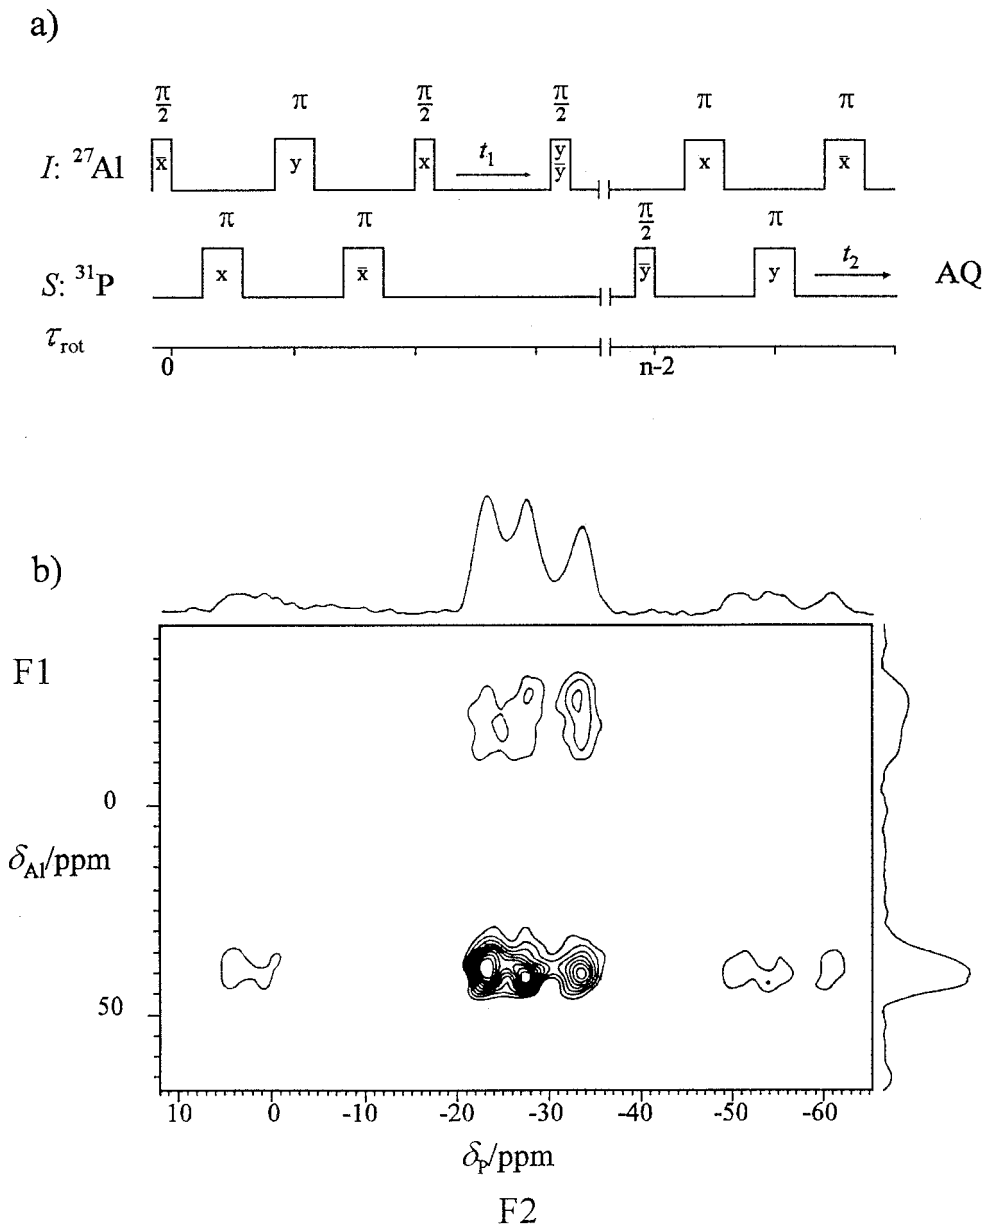 a)
π/2 π π/2 π/2 π π
I: ²⁷Al x̄ y x t₁ y ȳ x x̄
π π π/2 π
S: ³¹P x x̄ ȳ y t₂ AQ
τrot
0 n-2
b)
F1
0
δAl/ppm
50
10 0 -10 -20 -30 -40 -50 -60
δP/ppm
F2